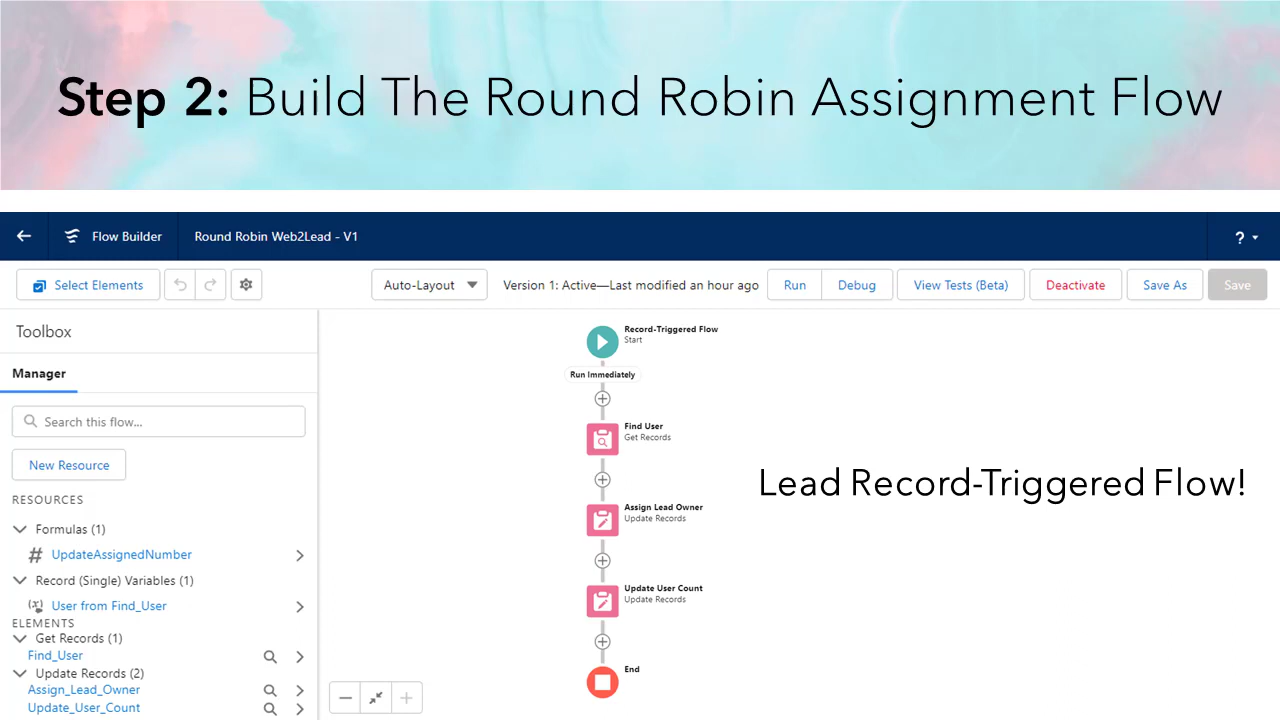 Step 2: Build The Round Robin Assignment Flow
Flow Builder
Round Robin Web2Lead - V1
?
Select Elements
Auto-Layout
Version 1: Active—Last modified an hour ago
Run
Debug
View Tests (Beta)
Deactivate
Save As
Save
Toolbox
Manager
Search this flow...
New Resource
RESOURCES
Formulas (1)
UpdateAssignedNumber
Record (Single) Variables (1)
User from Find_User
ELEMENTS
Get Records (1)
Find_User
Update Records (2)
Assign_Lead_Owner
Update_User_Count
Record-Triggered Flow
Start
Run Immediately
Find User
Get Records
Assign Lead Owner
Update Records
Update User Count
Update Records
End
Lead Record-Triggered Flow!